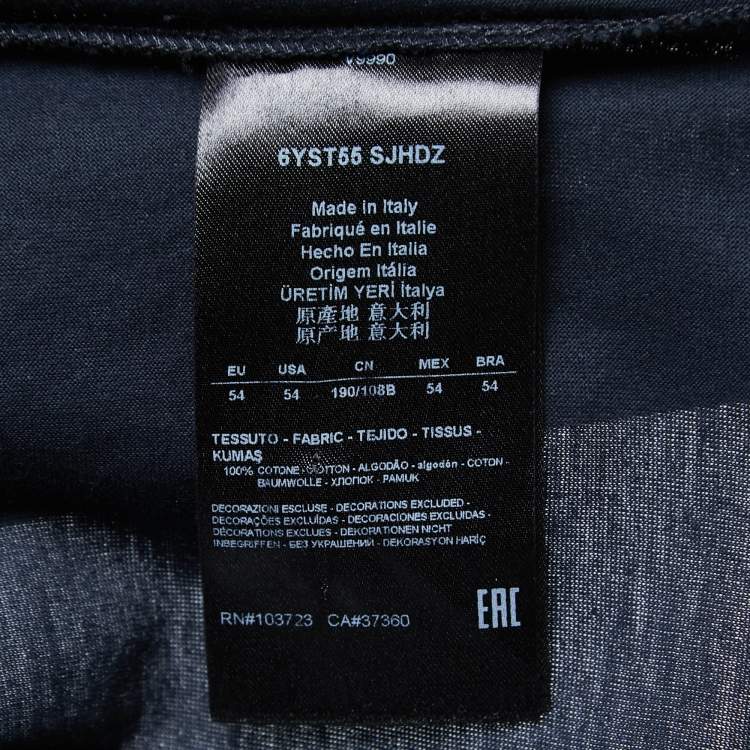 V9990
6YST55 SJHDZ
Made in Italy
Fabriqué en Italie
Hecho En Italia
Origem Itália
ÜRETİM YERİ İtalya
原產地 意大利
原产地 意大利
EU USA CN MEX BRA
54 54 190/108B 54 54
TESSUTO - FABRIC - TEJIDO - TISSUS -
KUMAŞ
100% COTONE - COTTON - ALGODÃO - algodón - COTON -
BAUMWOLLE - ХЛОПОК - PAMUK
DECORAZIONI ESCLUSE - DECORATIONS EXCLUDED -
DECORAÇÕES EXCLUÍDAS - DECORACIONES EXCLUIDAS -
DÉCORATIONS EXCLUES - DEKORATIONEN NICHT
INBEGRIFFEN - БЕЗ УКРАШЕНИЙ - DEKORASYON HARİÇ
RN#103723 CA#37360
EAC